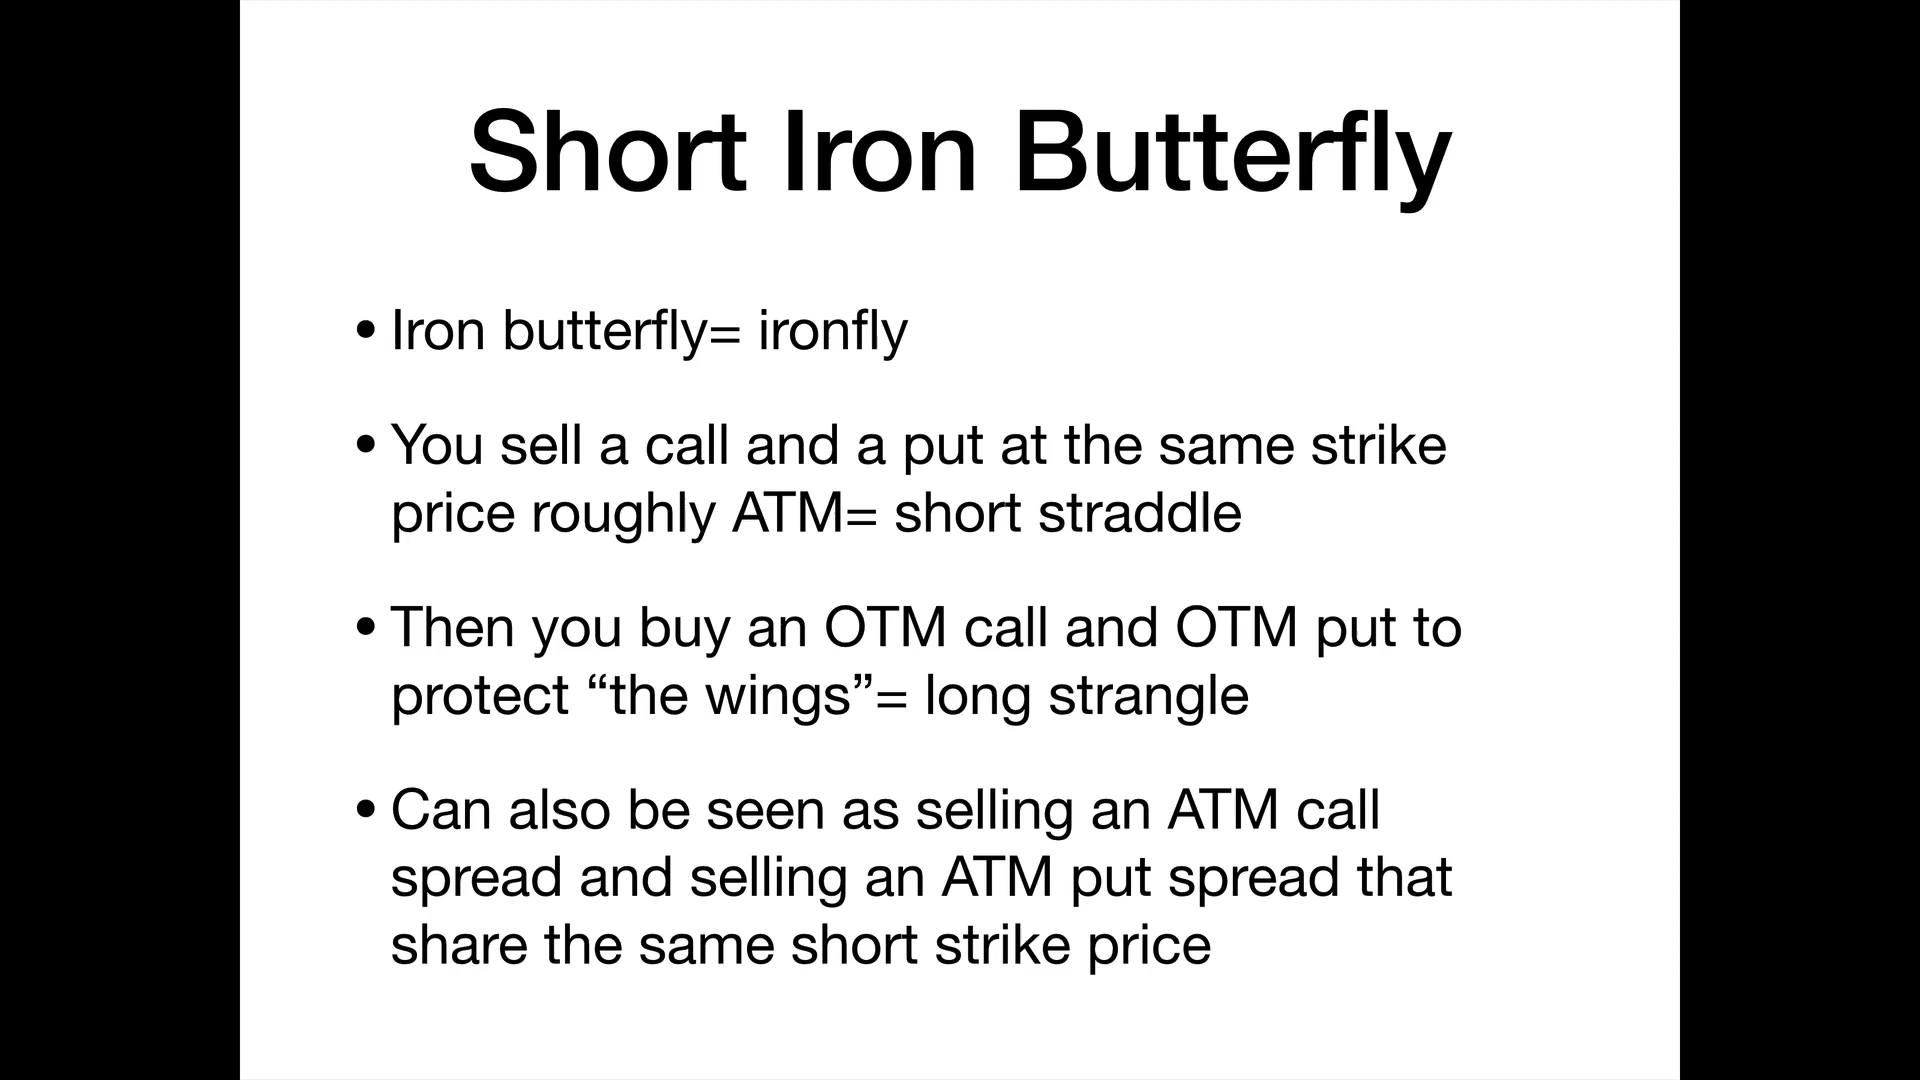 Short Iron Butterfly
• Iron butterfly= ironfly
• You sell a call and a put at the same strike
price roughly ATM= short straddle
• Then you buy an OTM call and OTM put to
protect “the wings”= long strangle
• Can also be seen as selling an ATM call
spread and selling an ATM put spread that
share the same short strike price